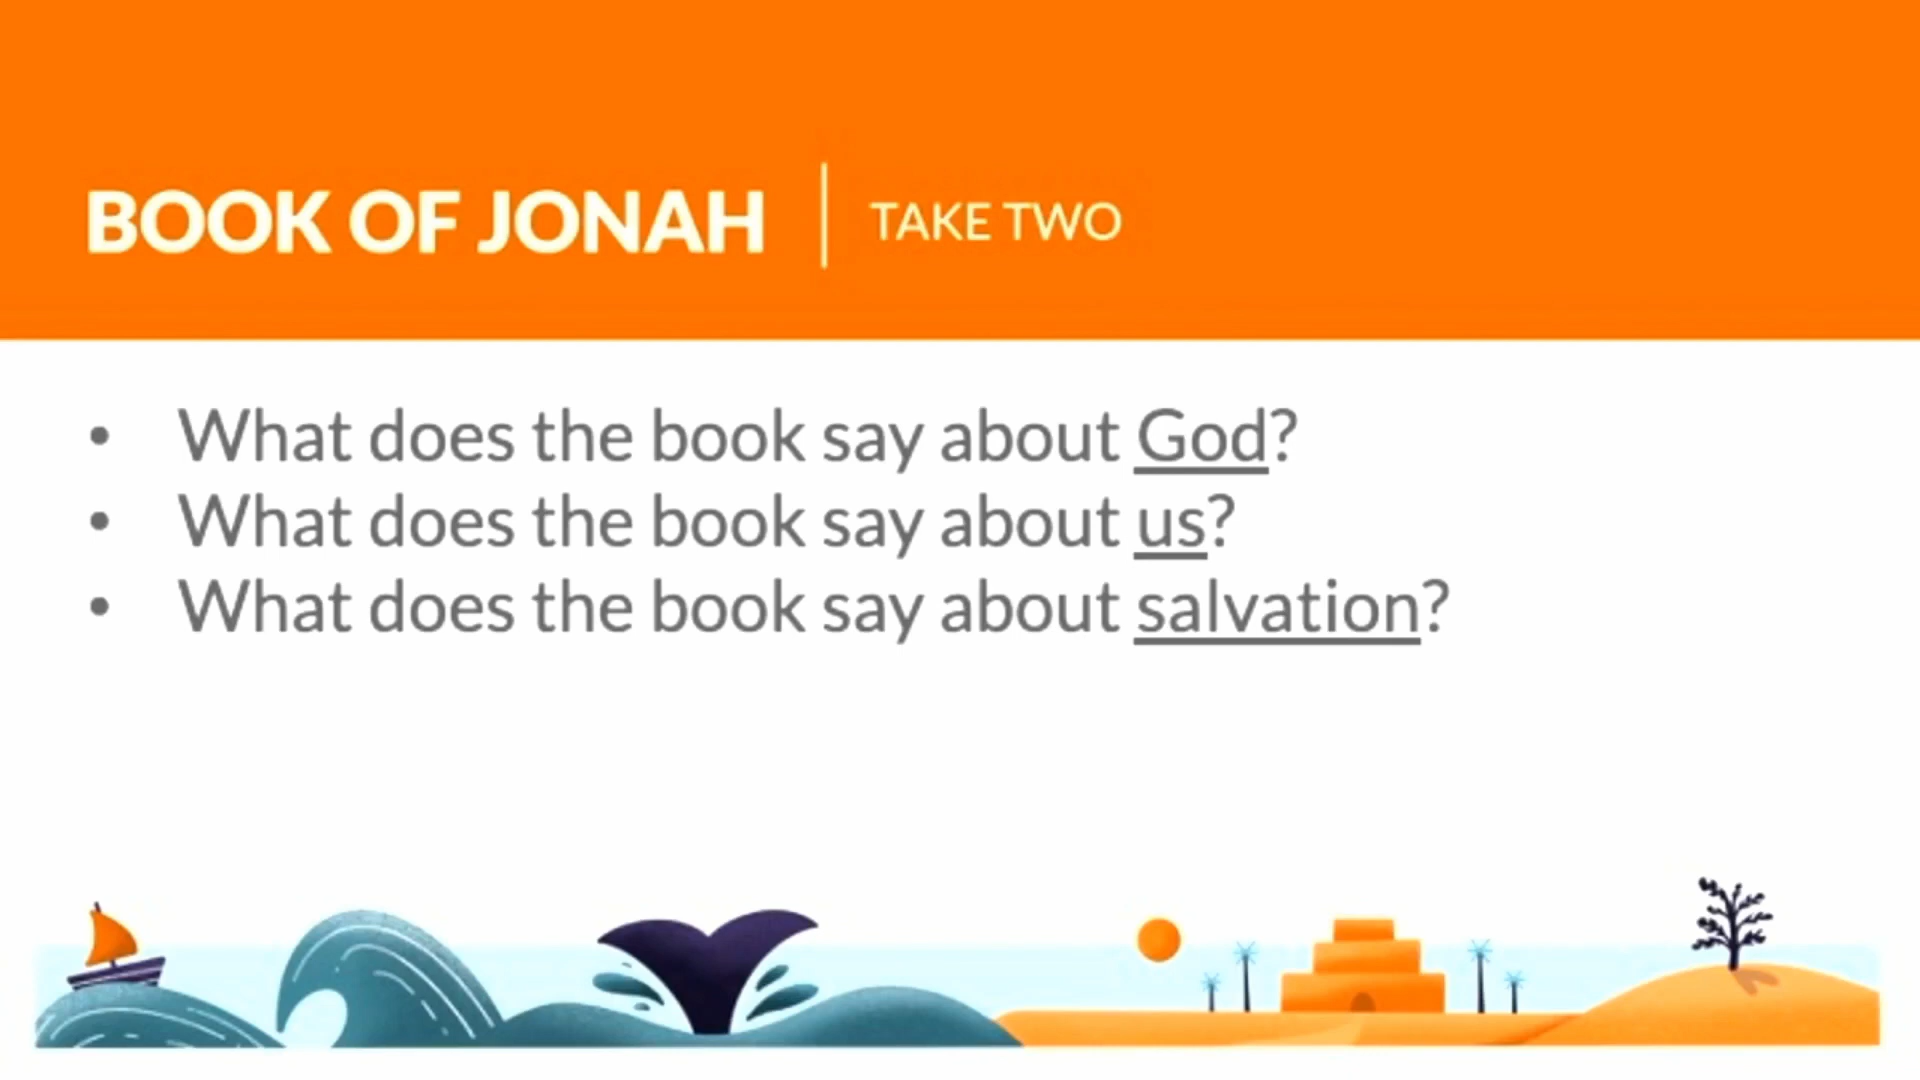 BOOK OF JONAH | TAKE TWO
• What does the book say about God?
• What does the book say about us?
• What does the book say about salvation?